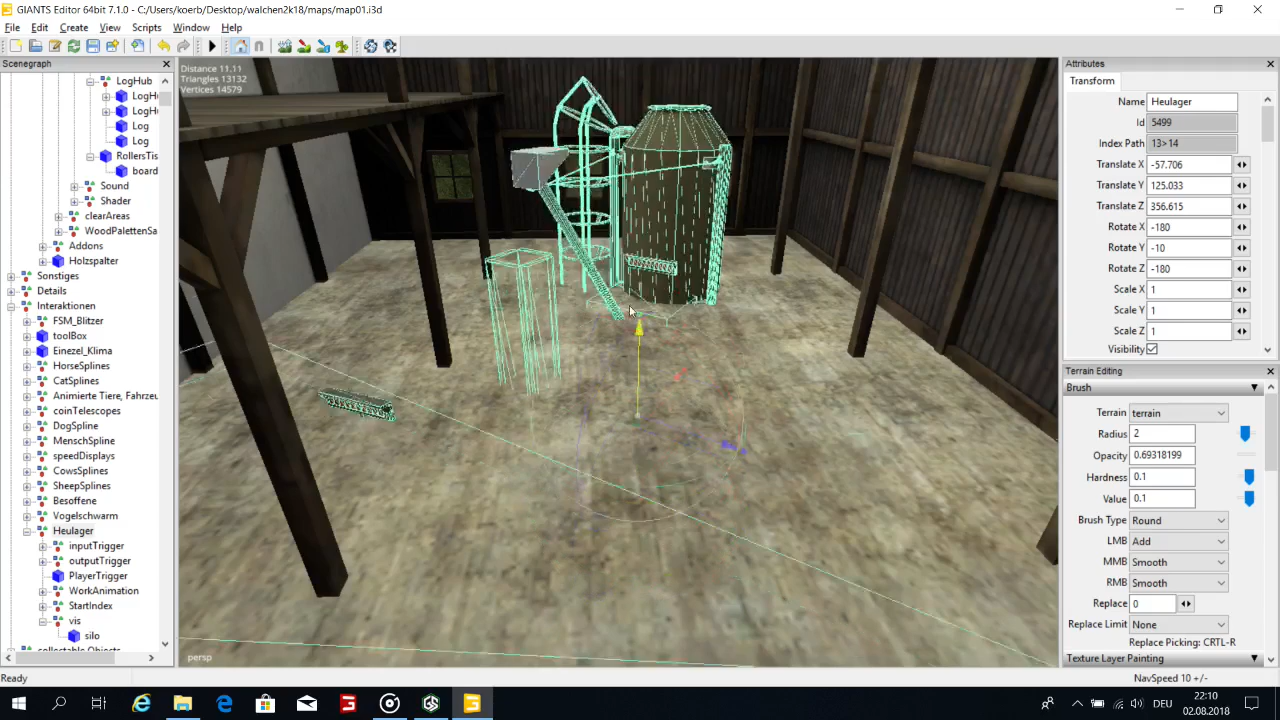 GIANTS Editor 64bit 7.1.0 - C:/Users/koerb/Desktop/walchen2k18/maps/map01.i3d
File Edit Create View Scripts Window Help
Scenegraph
LogHub
LogHu
LogHu
Log
Log
RollersTis
board
Sound
Shader
clearAreas
WoodPalettenSa
Addons
Holzspalter
Sonstiges
Details
Interaktionen
FSM_Blitzer
toolBox
Einezel_Klima
HorseSplines
CatSplines
Animierte Tiere, Fahrzeu
coinTelescopes
DogSpline
MenschSpline
speedDisplays
CowsSplines
SheepSplines
Besoffene
Vogelschwarm
Heulager
inputTrigger
outputTrigger
PlayerTrigger
WorkAnimation
StartIndex
vis
silo
Distance 11.11
Triangles 13132
Vertices 14579
persp
Attributes
Transform
Name Heulager
Id 5499
Index Path 13>14
Translate X -57.706
Translate Y 125.033
Translate Z 356.615
Rotate X -180
Rotate Y -10
Rotate Z -180
Scale X 1
Scale Y 1
Scale Z 1
Visibility
Terrain Editing
Brush
Terrain terrain
Radius 2
Opacity 0.69318199
Hardness 0.1
Value 0.1
Brush Type Round
LMB Add
MMB Smooth
RMB Smooth
Replace 0
Replace Limit None
Replace Picking: CRTL-R
Texture Layer Painting
Ready
NavSpeed 10 +/-
DEU
22:10
02.08.2018